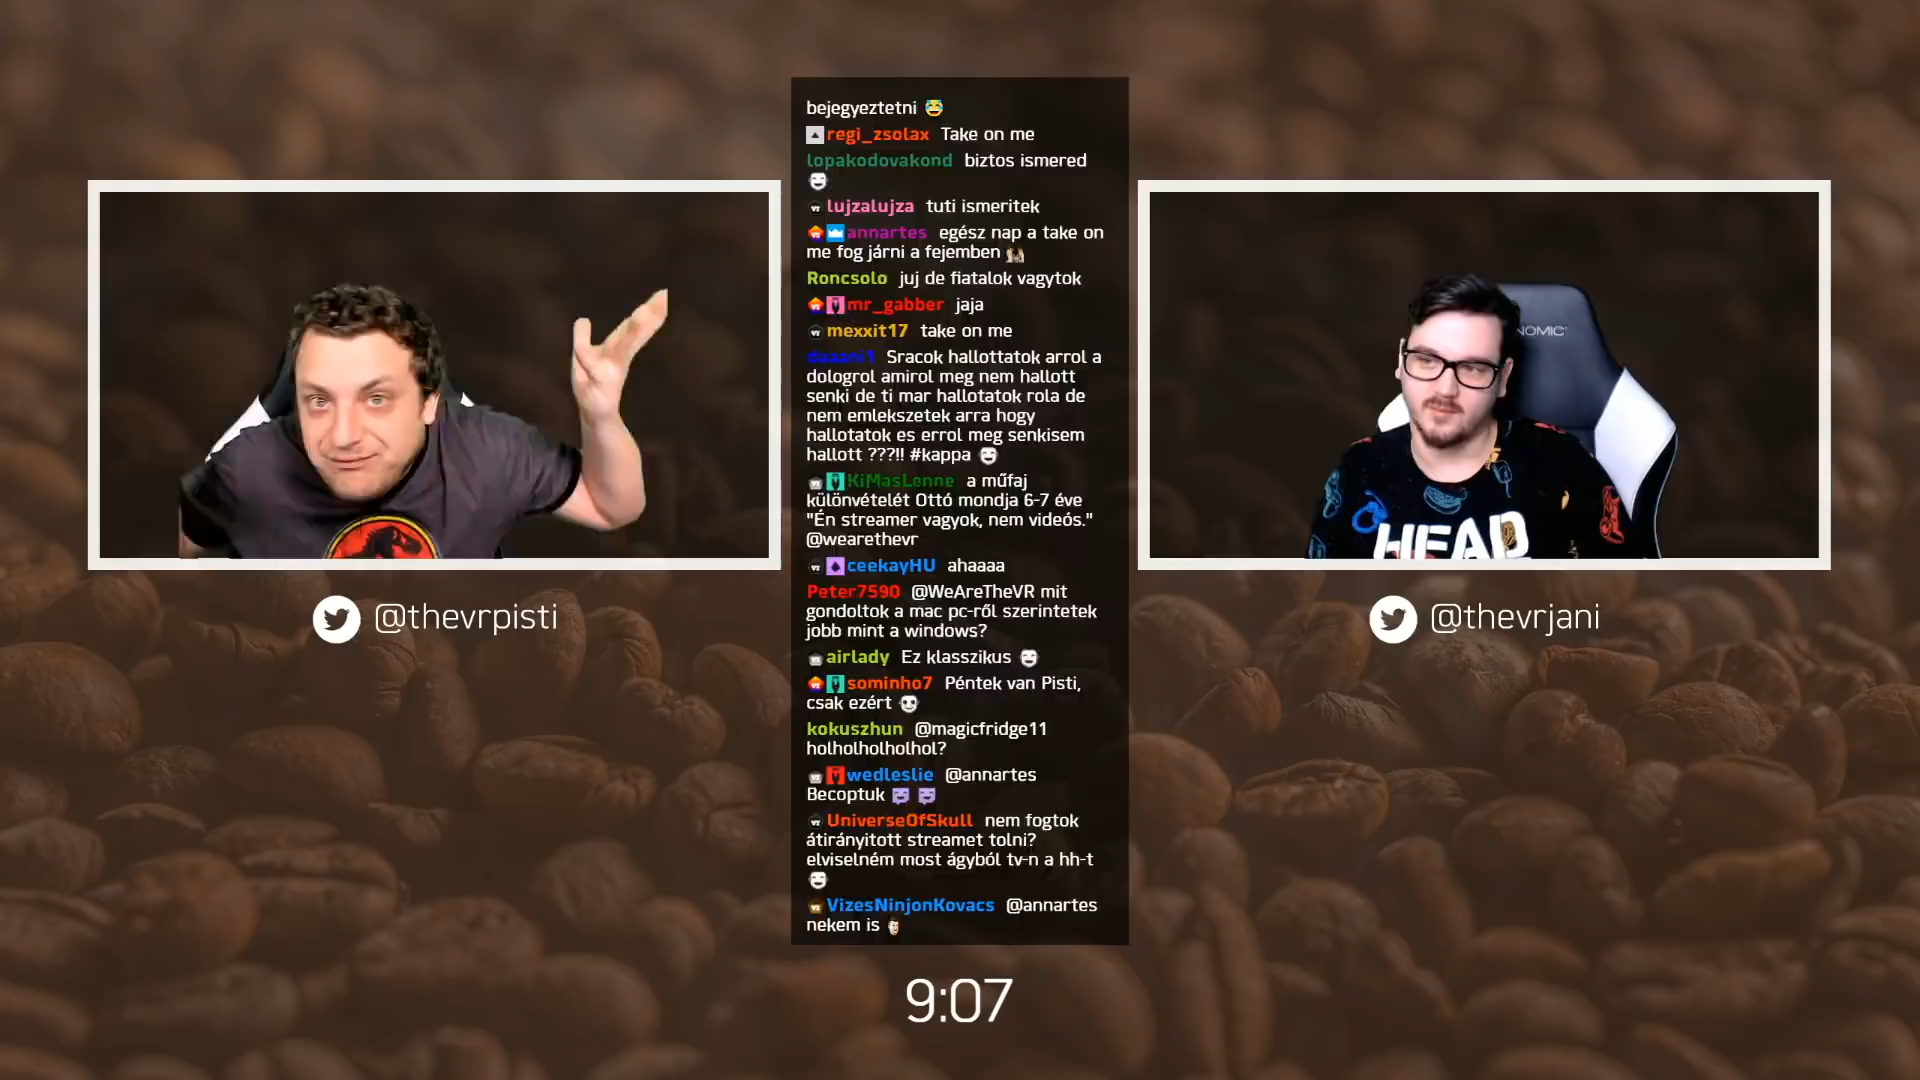 bejegyeztetni
regi_zsolax Take on me
lopakodovakond biztos ismered
lujzalujza tuti ismeritek
annartes egész nap a take on
me fog járni a fejemben
Roncsolo juj de fiatalok vagytok
mr_gabber jaja
mexxit17 take on me
daaani1 Sracok hallottatok arrol a
dologrol amirol meg nem hallott
senki de ti mar hallotatok rola de
nem emlekszetek arra hogy
hallotatok es errol meg senkisem
hallott ???!! #kappa
KiMasLenne a műfaj
különvételét Ottó mondja 6-7 éve
"Én streamer vagyok, nem videós."
@wearethevr
ceekayHU ahaaaa
Peter7590 @WeAreTheVR mit
gondoltok a mac pc-ről szerintetek
jobb mint a windows?
airlady Ez klasszikus
sominho7 Péntek van Pisti,
csak ezért
kokuszhun @magicfridge11
holholholholhol?
wedleslie @annartes
Becoptuk
UniverseOfSkull nem fogtok
átirányitott streamet tolni?
elviselném most ágyból tv-n a hh-t
VizesNinjonKovacs @annartes
nekem is
@thevrpisti
NOMIC
HEAD
@thevrjani
9:07